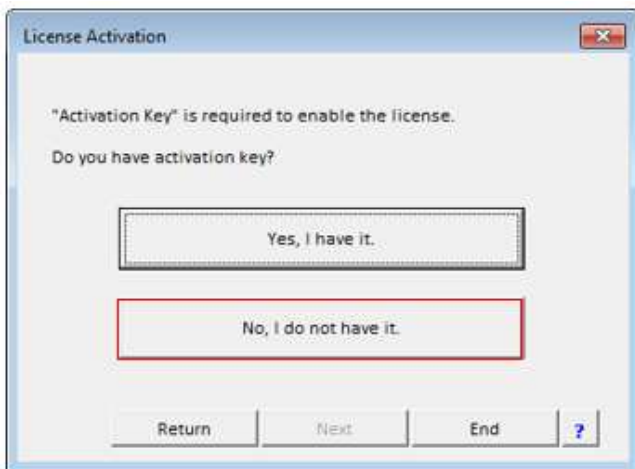 License Activation
"Activation Key" is required to enable the license.
Do you have activation key?
Yes, I have it.
No, I do not have it.
Return Next End ?